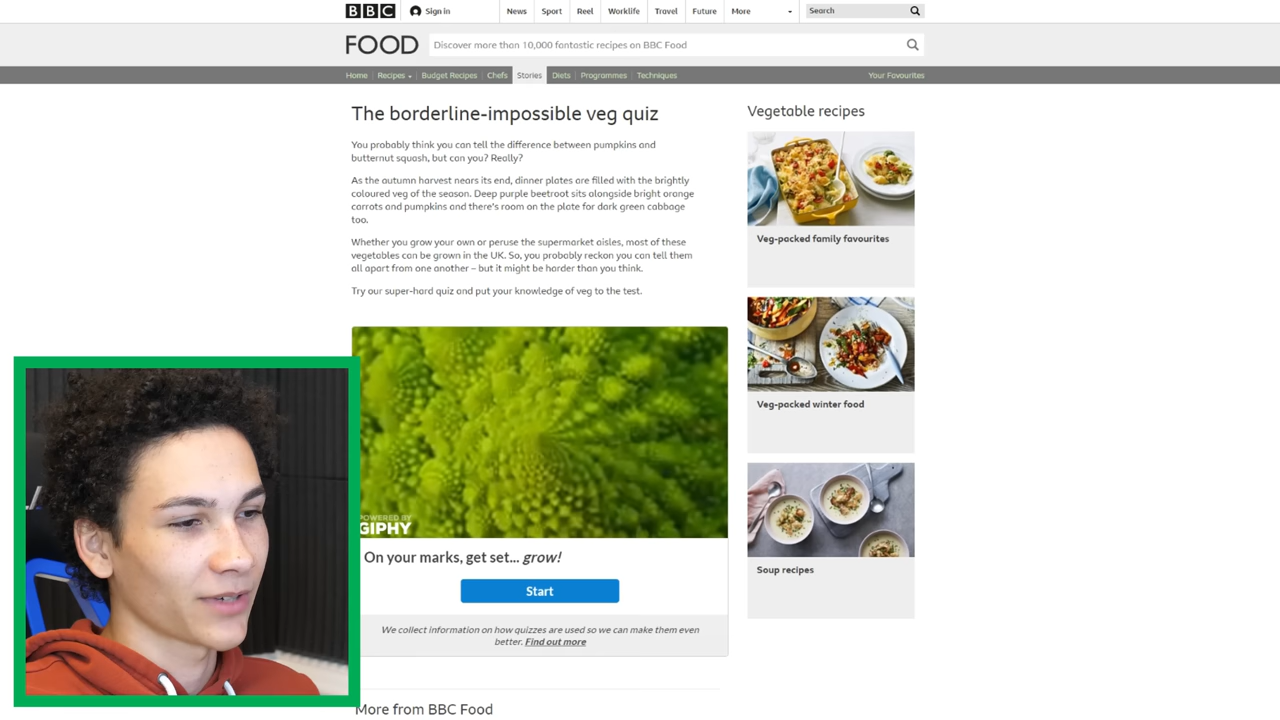 BBC
Sign in
News
Sport
Reel
Worklife
Travel
Future
More
Search
FOOD
Discover more than 10,000 fantastic recipes on BBC Food
Home
Recipes
Budget Recipes
Chefs
Stories
Diets
Programmes
Techniques
Your Favourites
The borderline-impossible veg quiz
You probably think you can tell the difference between pumpkins and
butternut squash, but can you? Really?
As the autumn harvest nears its end, dinner plates are filled with the brightly
coloured veg of the season. Deep purple beetroot sits alongside bright orange
carrots and pumpkins and there's room on the plate for dark green cabbage
too.
Whether you grow your own or peruse the supermarket aisles, most of these
vegetables can be grown in the UK. So, you probably reckon you can tell them
all apart from one another – but it might be harder than you think.
Try our super-hard quiz and put your knowledge of veg to the test.
POWERED BY
GIPHY
On your marks, get set... grow!
Start
We collect information on how quizzes are used so we can make them even
better. Find out more
More from BBC Food
Vegetable recipes
Veg-packed family favourites
Veg-packed winter food
Soup recipes